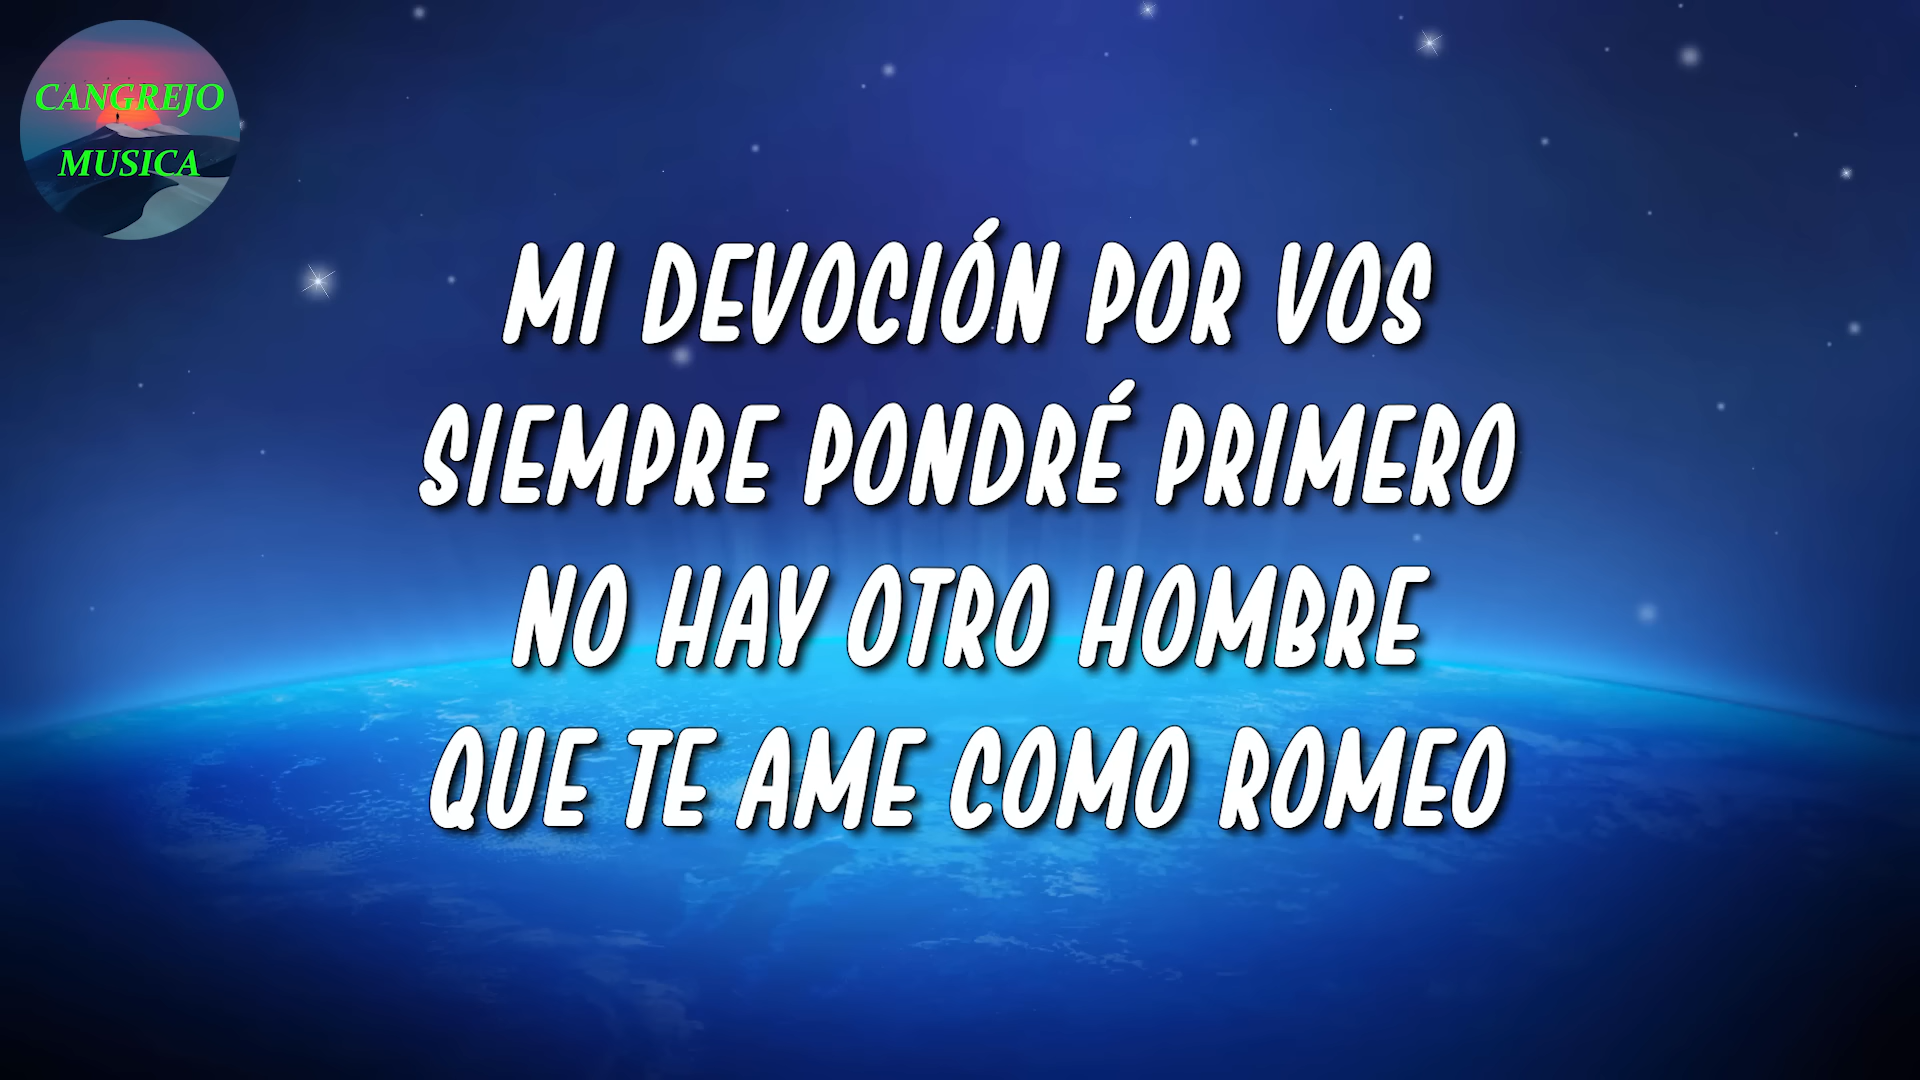 CANGREJO
MUSICA
MI DEVOCIÓN POR VOS
SIEMPRE PONDRÉ PRIMERO
NO HAY OTRO HOMBRE
QUE TE AME COMO ROMEO